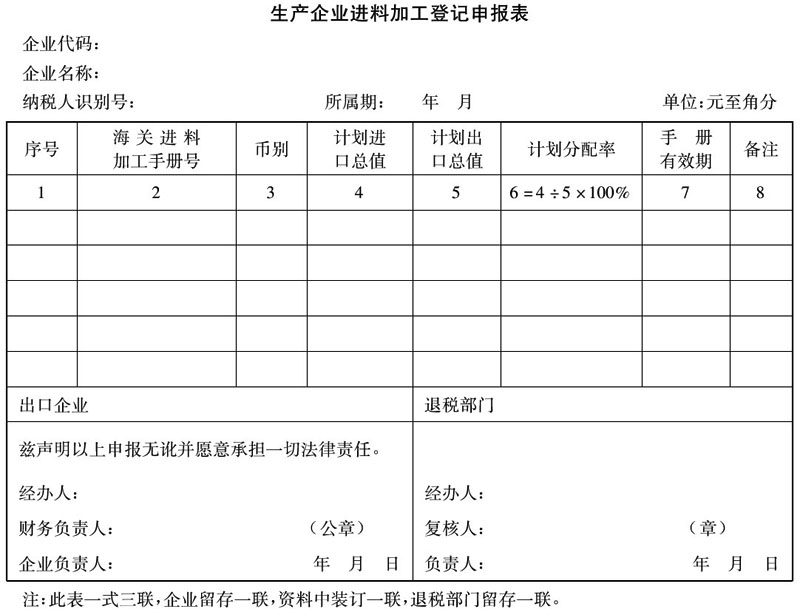 生产企业进料加工登记申报表
企业代码：
企业名称：
纳税人识别号： 所属期： 年 月 单位：元至角分
序号 海关进料加工手册号 币别 计划进口总值 计划出口总值 计划分配率 手册有效期 备注
1 2 3 4 5 6=4÷5×100% 7 8
出口企业 退税部门
兹声明以上申报无讹并愿意承担一切法律责任。
经办人： 经办人：
财务负责人： （公章） 复核人： （章）
企业负责人： 年 月 日 负责人： 年 月 日
注：此表一式三联，企业留存一联，资料中装订一联，退税部门留存一联。